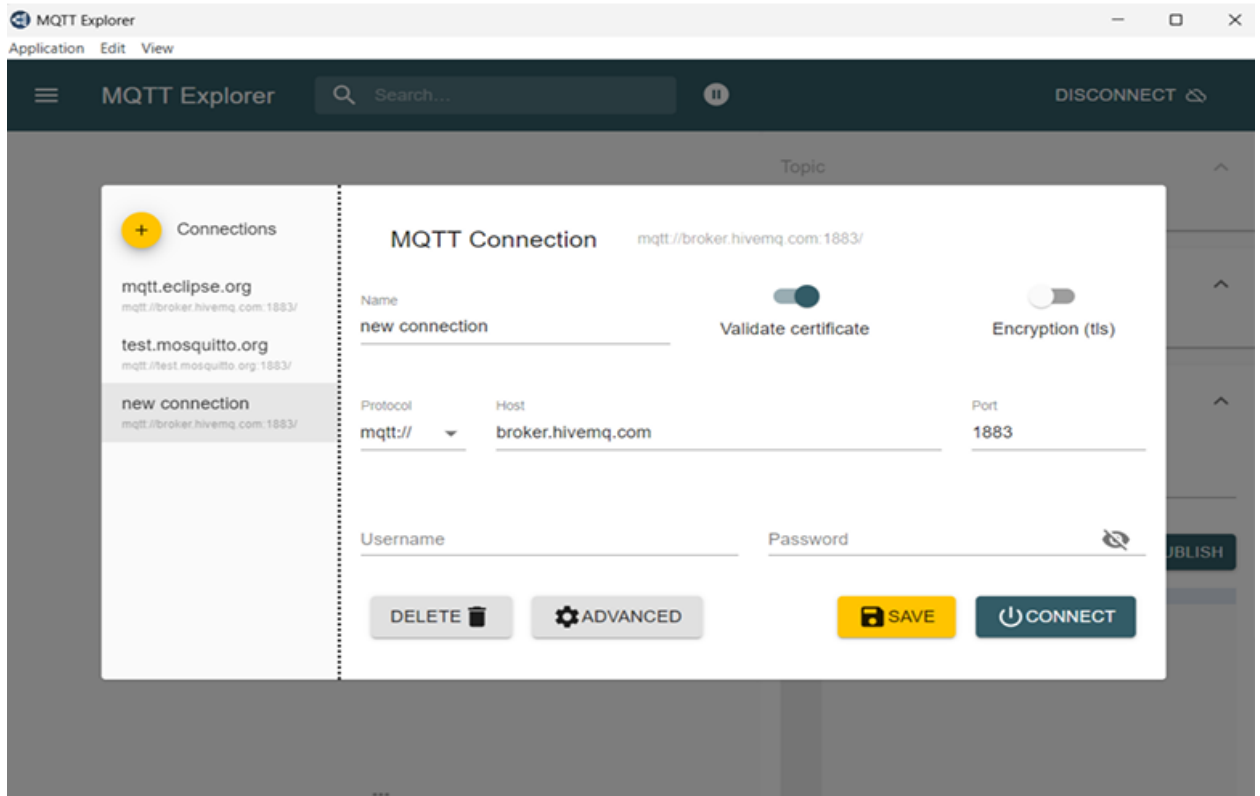 MQTT Explorer
Application Edit View
MQTT Explorer
Search...
DISCONNECT
Topic
Connections
MQTT Connection
mqtt://broker.hivemq.com:1883/
mqtt.eclipse.org
mqtt://broker.hivemq.com:1883/
test.mosquitto.org
mqtt://test.mosquitto.org:1883/
new connection
mqtt://broker.hivemq.com:1883/
Name
new connection
Validate certificate
Encryption (tls)
Protocol
Host
Port
mqtt://
broker.hivemq.com
1883
Username
Password
DELETE
ADVANCED
SAVE
CONNECT
UBLISH